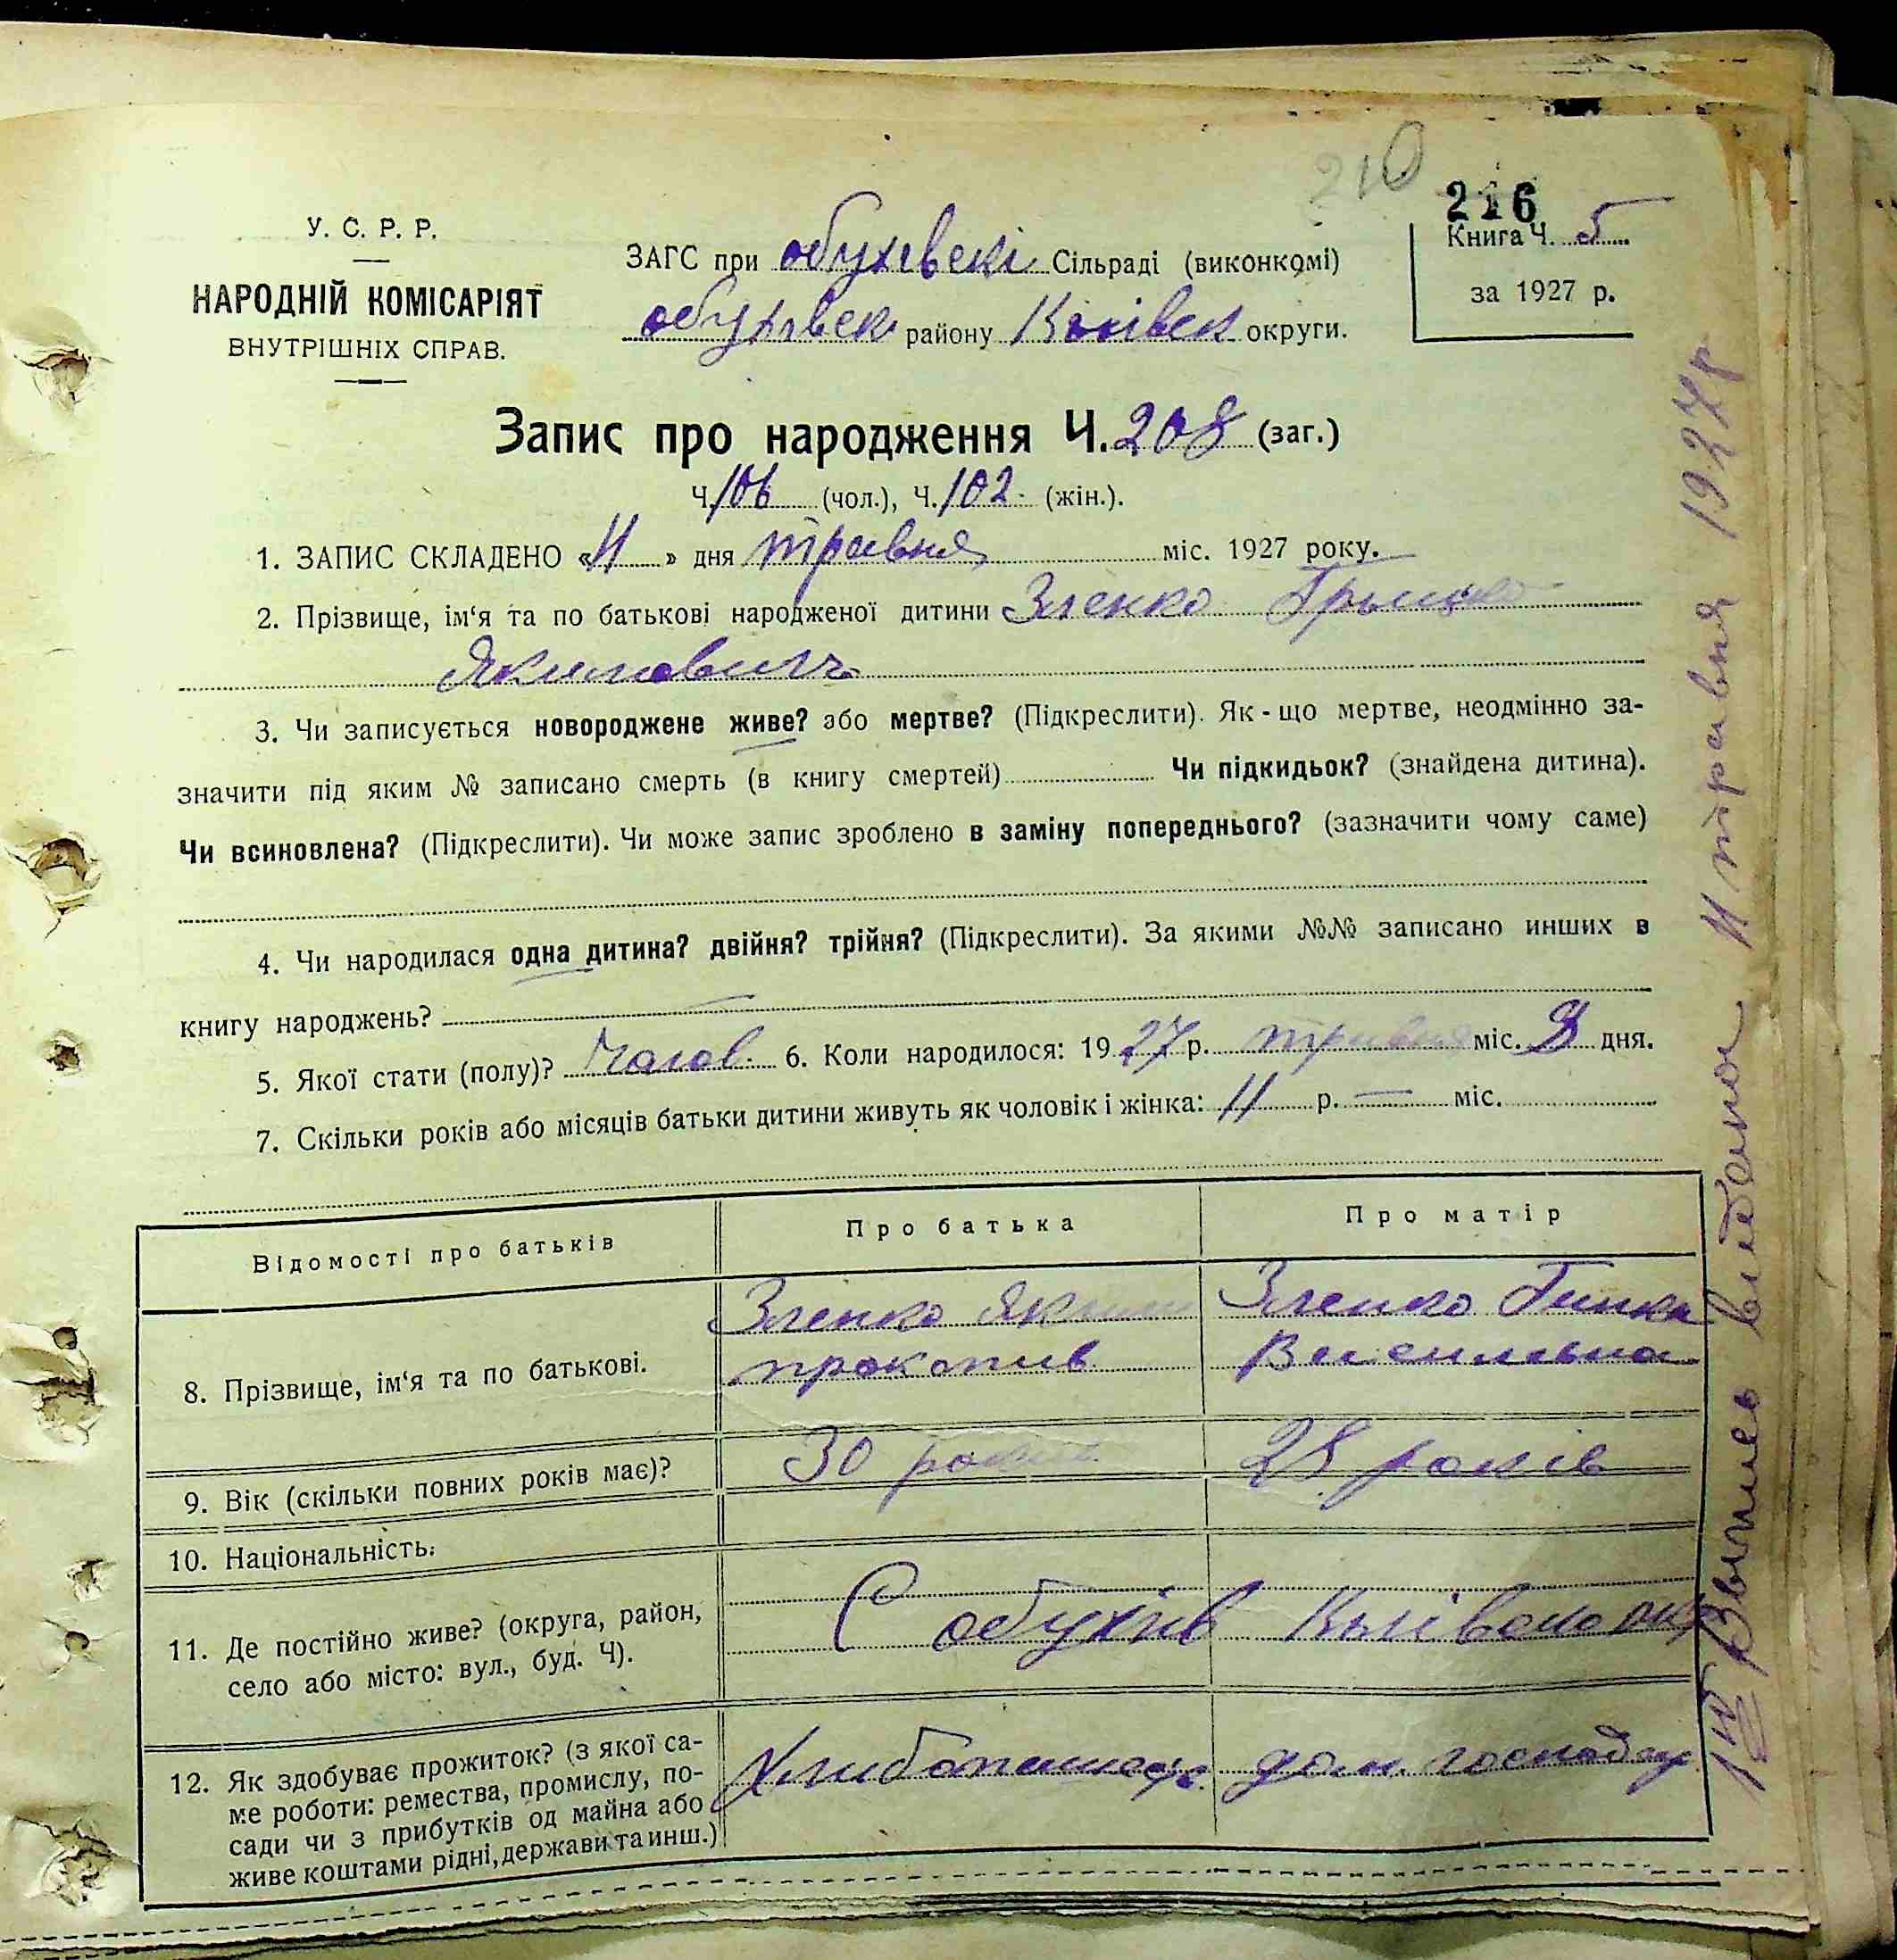 210
216
У. С. Р. Р.
НАРОДНІЙ КОМІСАРІЯТ
ВНУТРІШНІХ СПРАВ.
ЗАГС при обухівскі Сільраді (виконкомі)
обухівск району Київск округи.
Книга Ч. 5
за 1927 р.
Запис про народження Ч. 208 (заг.)
Ч. 106 (чол.), Ч. 102 (жін.).
1. ЗАПИС СКЛАДЕНО «11» дня травня міс. 1927 року.
2. Прізвище, ім‘я та по батькові народженої дитини Зленко Грицко
Якимович
3. Чи записується новороджене живе? або мертве? (Підкреслити). Як-що мертве, неодмінно за-
значити під яким № записано смерть (в книгу смертей) Чи підкидьок? (знайдена дитина).
Чи всиновлена? (Підкреслити). Чи може запис зроблено в заміну попереднього? (зазначити чому саме)
4. Чи народилася одна дитина? двійня? трійня? (Підкреслити). За якими №№ записано инших в
книгу народжень? —
5. Якої стати (полу)? Чолов. 6. Коли народилося: 1927 р. травня міс. 8 дня.
7. Скільки років або місяців батьки дитини живуть як чоловік і жінка: 11 р. — міс.
Відомості про батьків Про батька Про матір
8. Прізвище, ім‘я та по батькові. Зленко Яким Зленко
прокопів Василівна
9. Вік (скільки повних років має)? 30 років 28 років
10. Національність:
11. Де постійно живе? (округа, район,
село або місто: вул., буд. Ч).
С обухів Київскої окр
12. Як здобуває прожиток? (з якої са-
ме роботи: ремества, промислу, по-
сади чи з прибутків од майна або
живе коштами рідні, держави та инш.)
дом. господар
11 травня 1927р